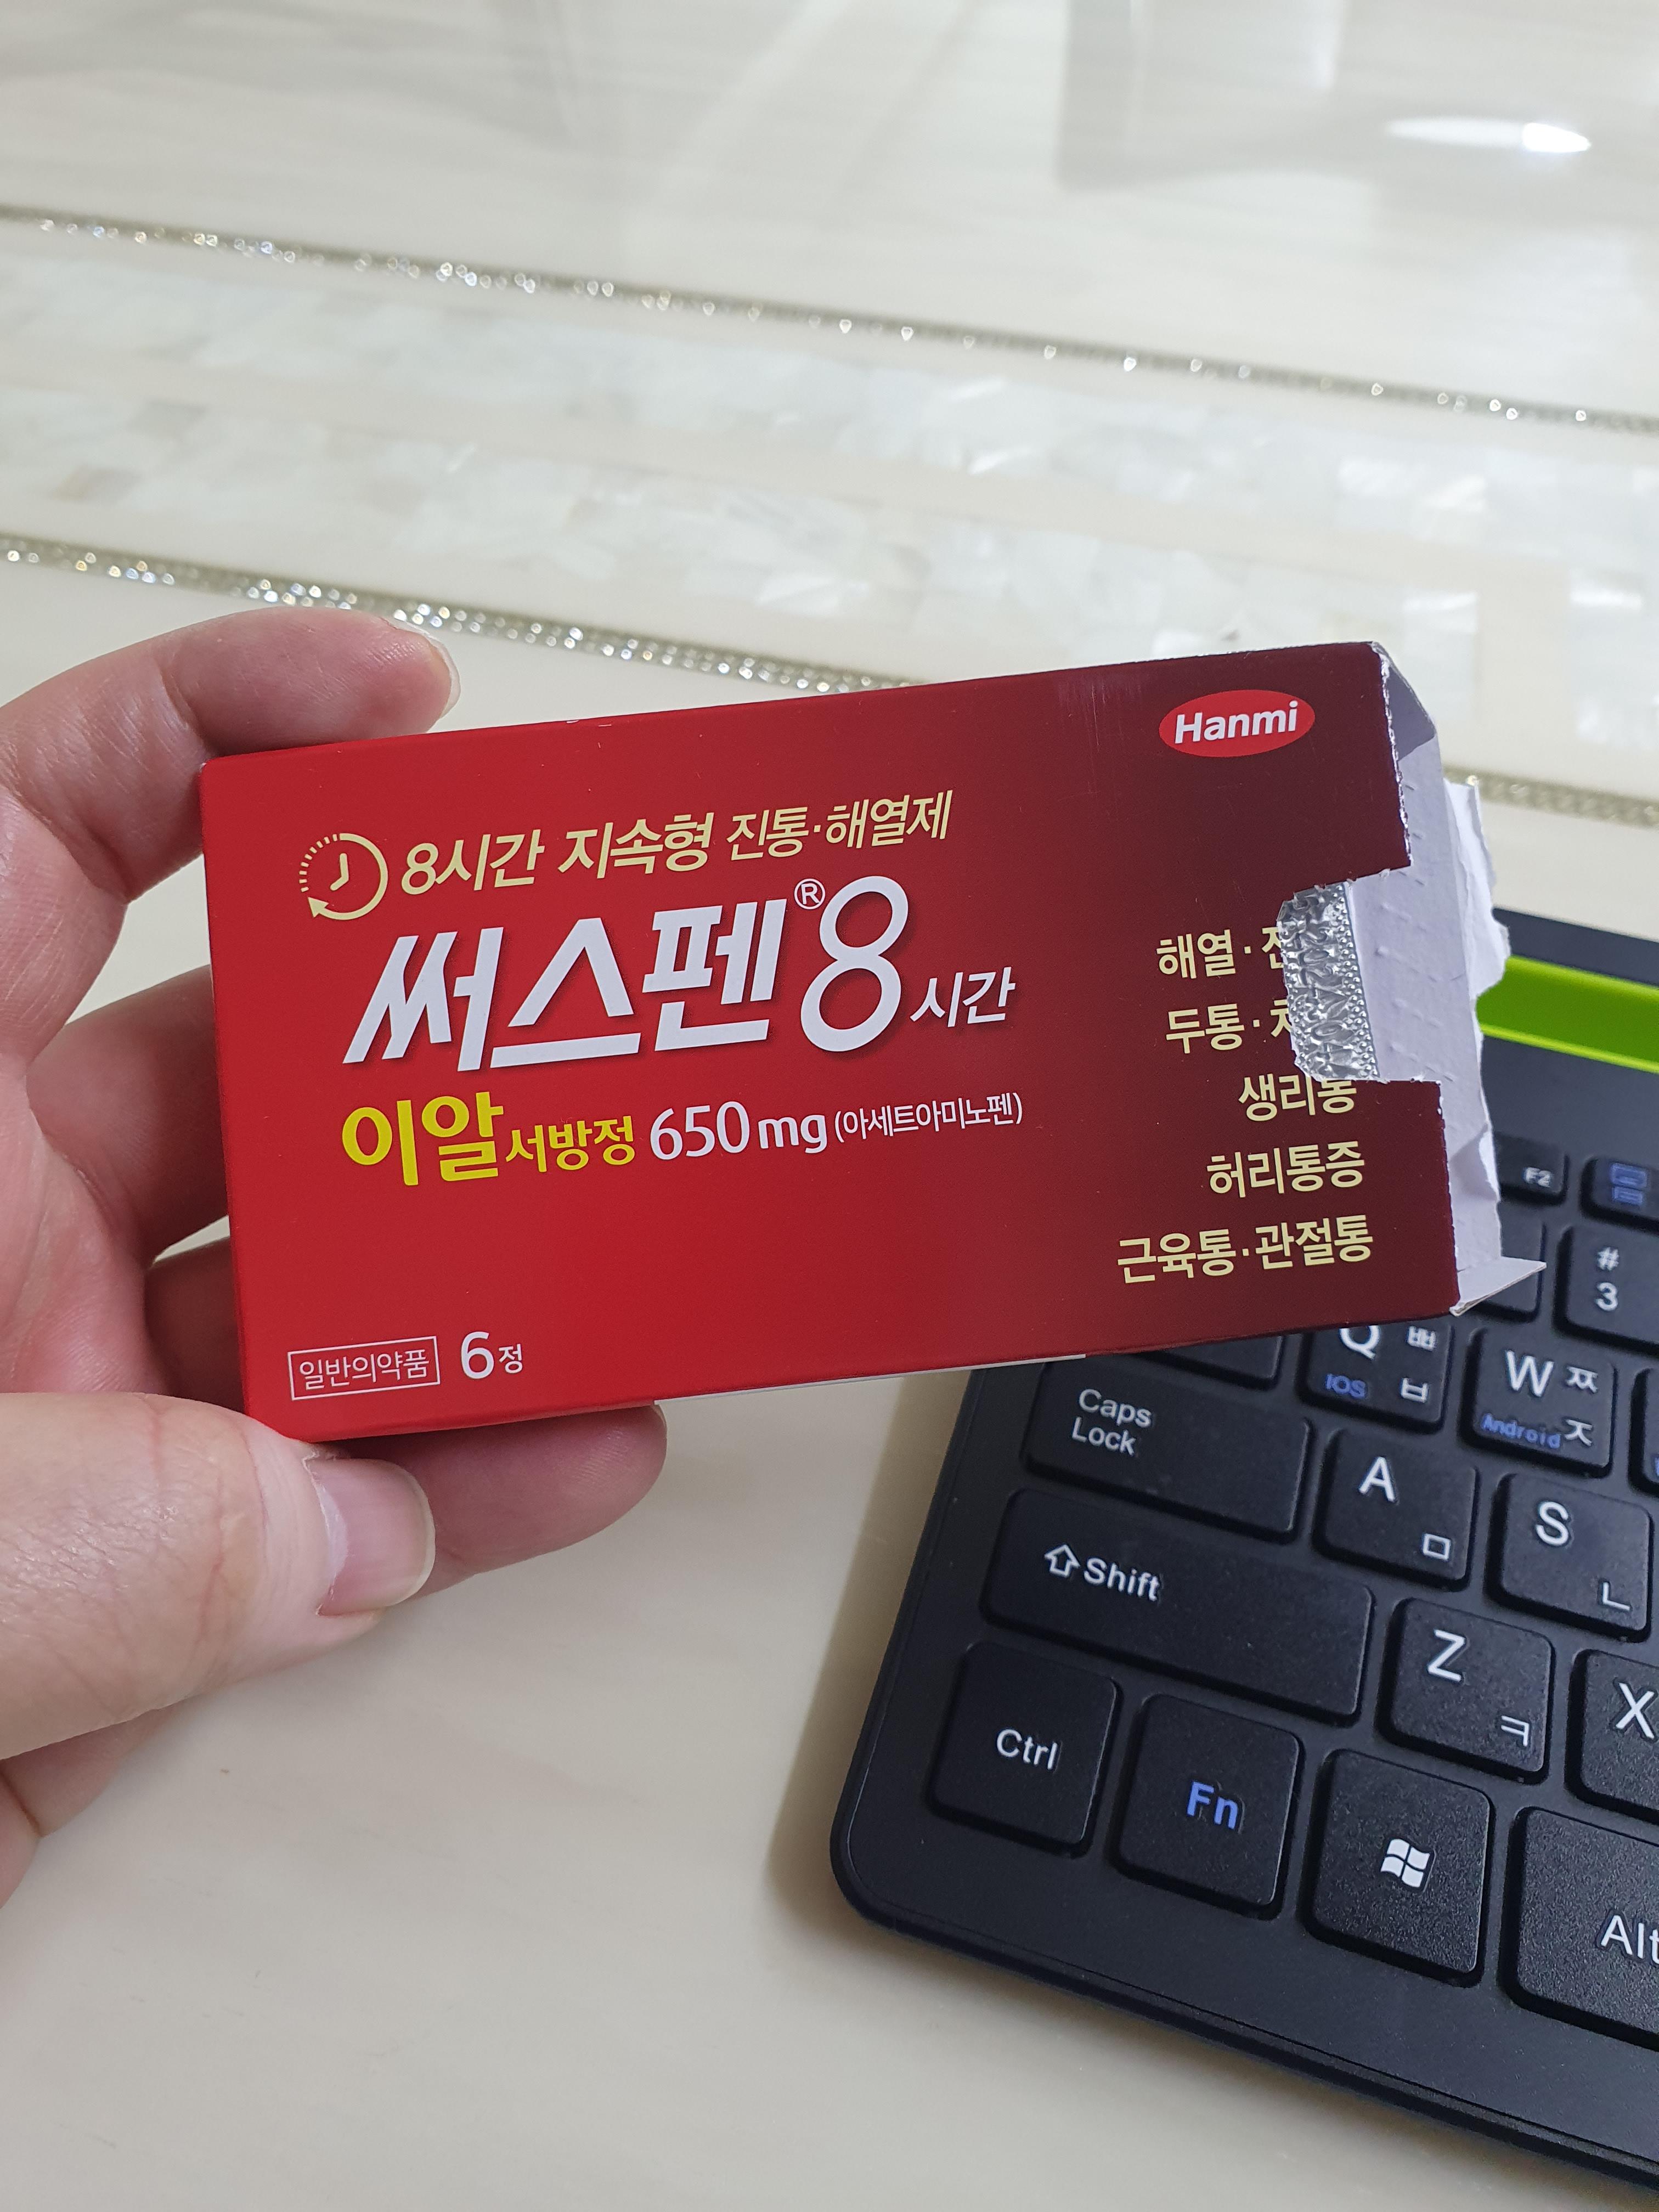 Hanmi
8시간 지속형 진통·해열제
써스펜® 8시간
이알서방정 650mg (아세트아미노펜)
해열·
두통·
생리통
허리통증
근육통·관절통
일반의약품 6정
F2
#
3
Q ㅃ
IOS ㅂ
W ㅉ
Android ㅈ
Caps
Lock
A
ㅁ
S
ㄴ
Shift
Z
ㅋ
X
Ctrl
Fn
Alt